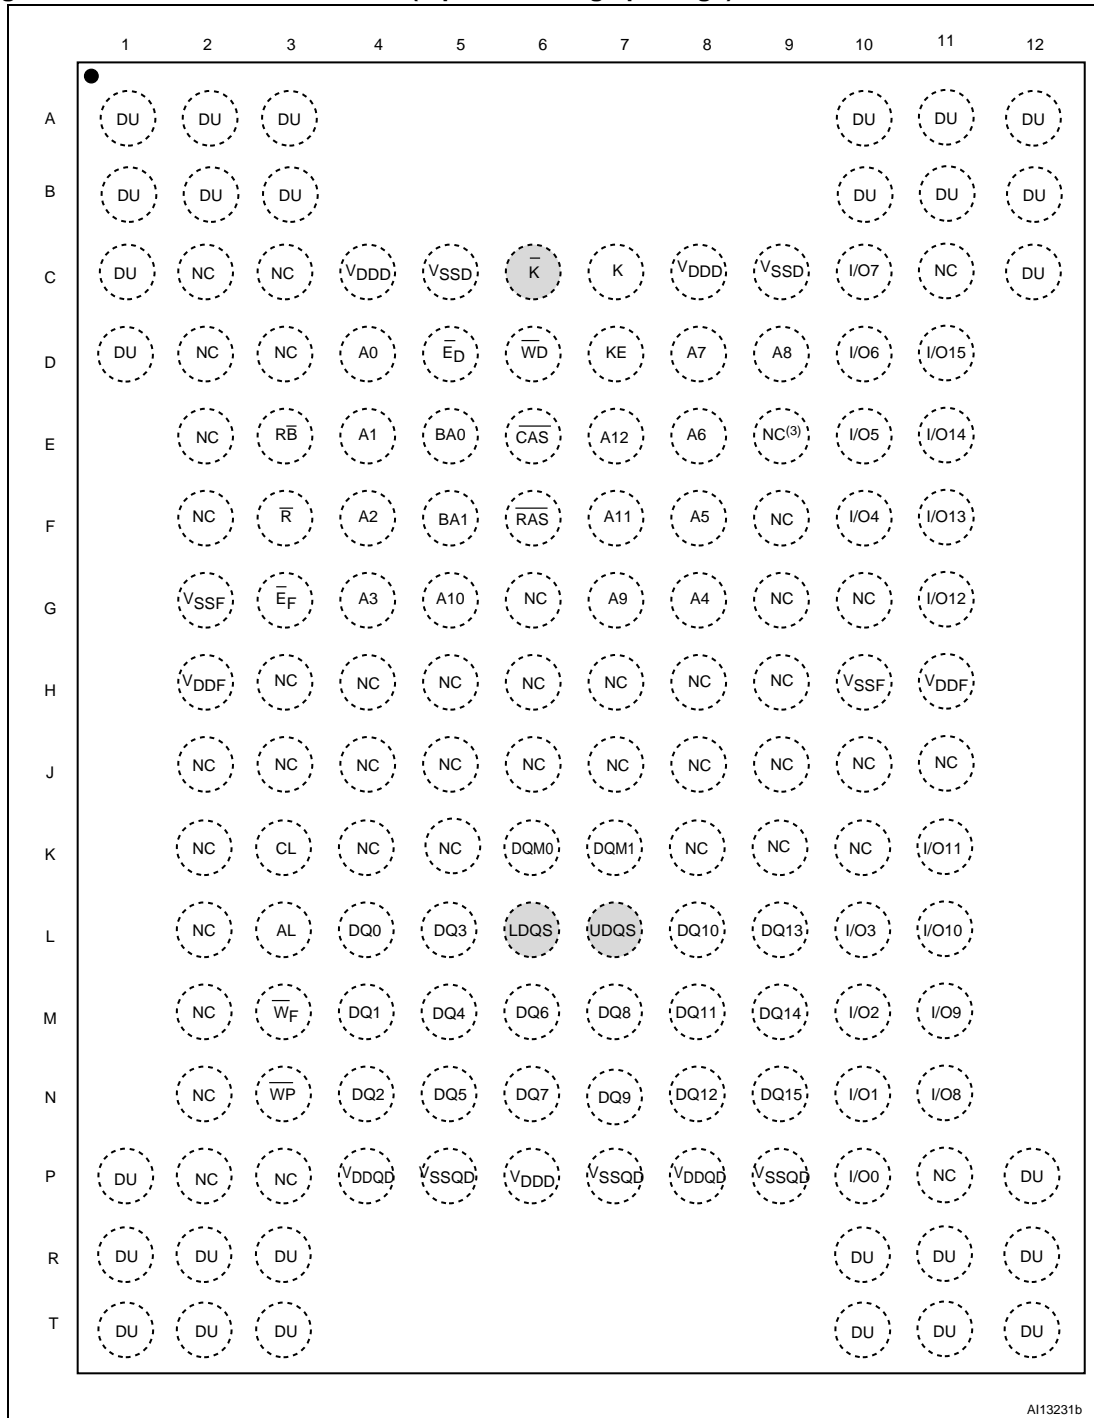 1 2 3 4 5 6 7 8 9 10 11 12
A DU DU DU DU DU DU
B DU DU DU DU DU DU
C DU NC NC VDDD VSSD K̅ K VDDD VSSD I/O7 NC DU
D DU NC NC A0 E̅D W̅D̅ KE A7 A8 I/O6 I/O15
E NC RB̅ A1 BA0 C̅A̅S̅ A12 A6 NC(3) I/O5 I/O14
F NC R̅ A2 BA1 R̅A̅S̅ A11 A5 NC I/O4 I/O13
G VSSF E̅F A3 A10 NC A9 A4 NC NC I/O12
H VDDF NC NC NC NC NC NC NC VSSF VDDF
J NC NC NC NC NC NC NC NC NC NC
K NC CL NC NC DQM0 DQM1 NC NC NC I/O11
L NC AL DQ0 DQ3 LDQS UDQS DQ10 DQ13 I/O3 I/O10
M NC W̅F DQ1 DQ4 DQ6 DQ8 DQ11 DQ14 I/O2 I/O9
N NC W̅P̅ DQ2 DQ5 DQ7 DQ9 DQ12 DQ15 I/O1 I/O8
P DU NC NC VDDQD VSSQD VDDD VSSQD VDDQD VSSQD I/O0 NC DU
R DU DU DU DU DU DU
T DU DU DU DU DU DU
AI13231b